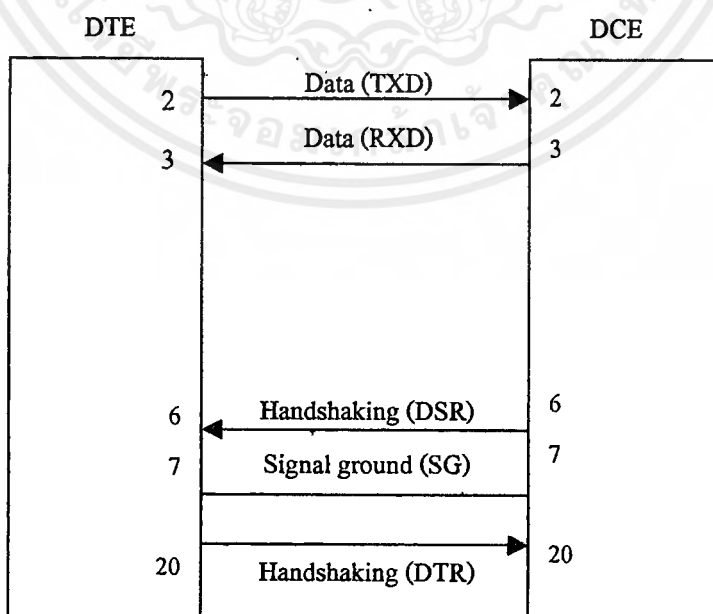 DTE DCE
2 Data (TXD) 2
3 Data (RXD) 3
6 Handshaking (DSR) 6
7 Signal ground (SG) 7
20 Handshaking (DTR) 20